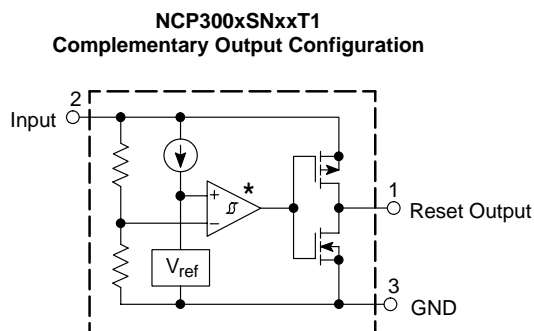 NCP300xSNxxT1
Complementary Output Configuration
2
Input
*
+
1
Reset Output
−
Vref
3
GND